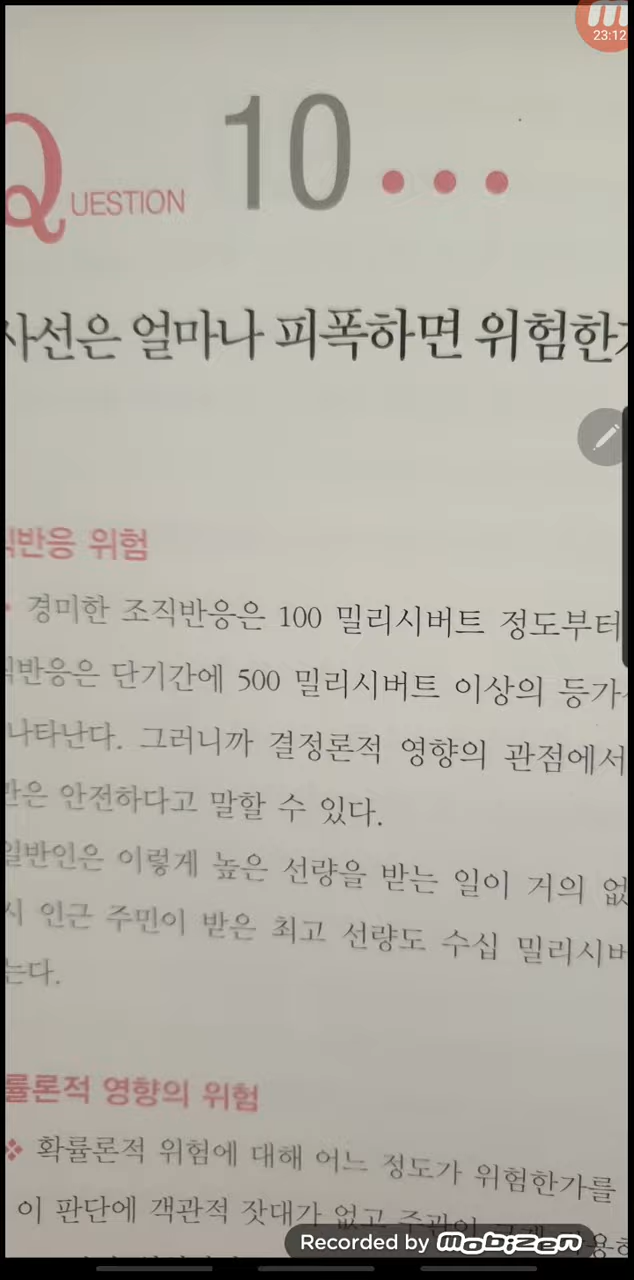 23:12
QUESTION 10...
사선은 얼마나 피폭하면 위험한
반응 위험
경미한 조직반응은 100 밀리시버트 정도부터
반응은 단기간에 500 밀리시버트 이상의 등가
나타난다. 그러니까 결정론적 영향의 관점에서
만은 안전하다고 말할 수 있다.
일반인은 이렇게 높은 선량을 받는 일이 거의 없
시 인근 주민이 받은 최고 선량도 수십 밀리시버
는다.
률론적 영향의 위험
❖ 확률론적 위험에 대해 어느 정도가 위험한가를
이 판단에 객관적 잣대가 없고 주관이
Recorded by mobizen